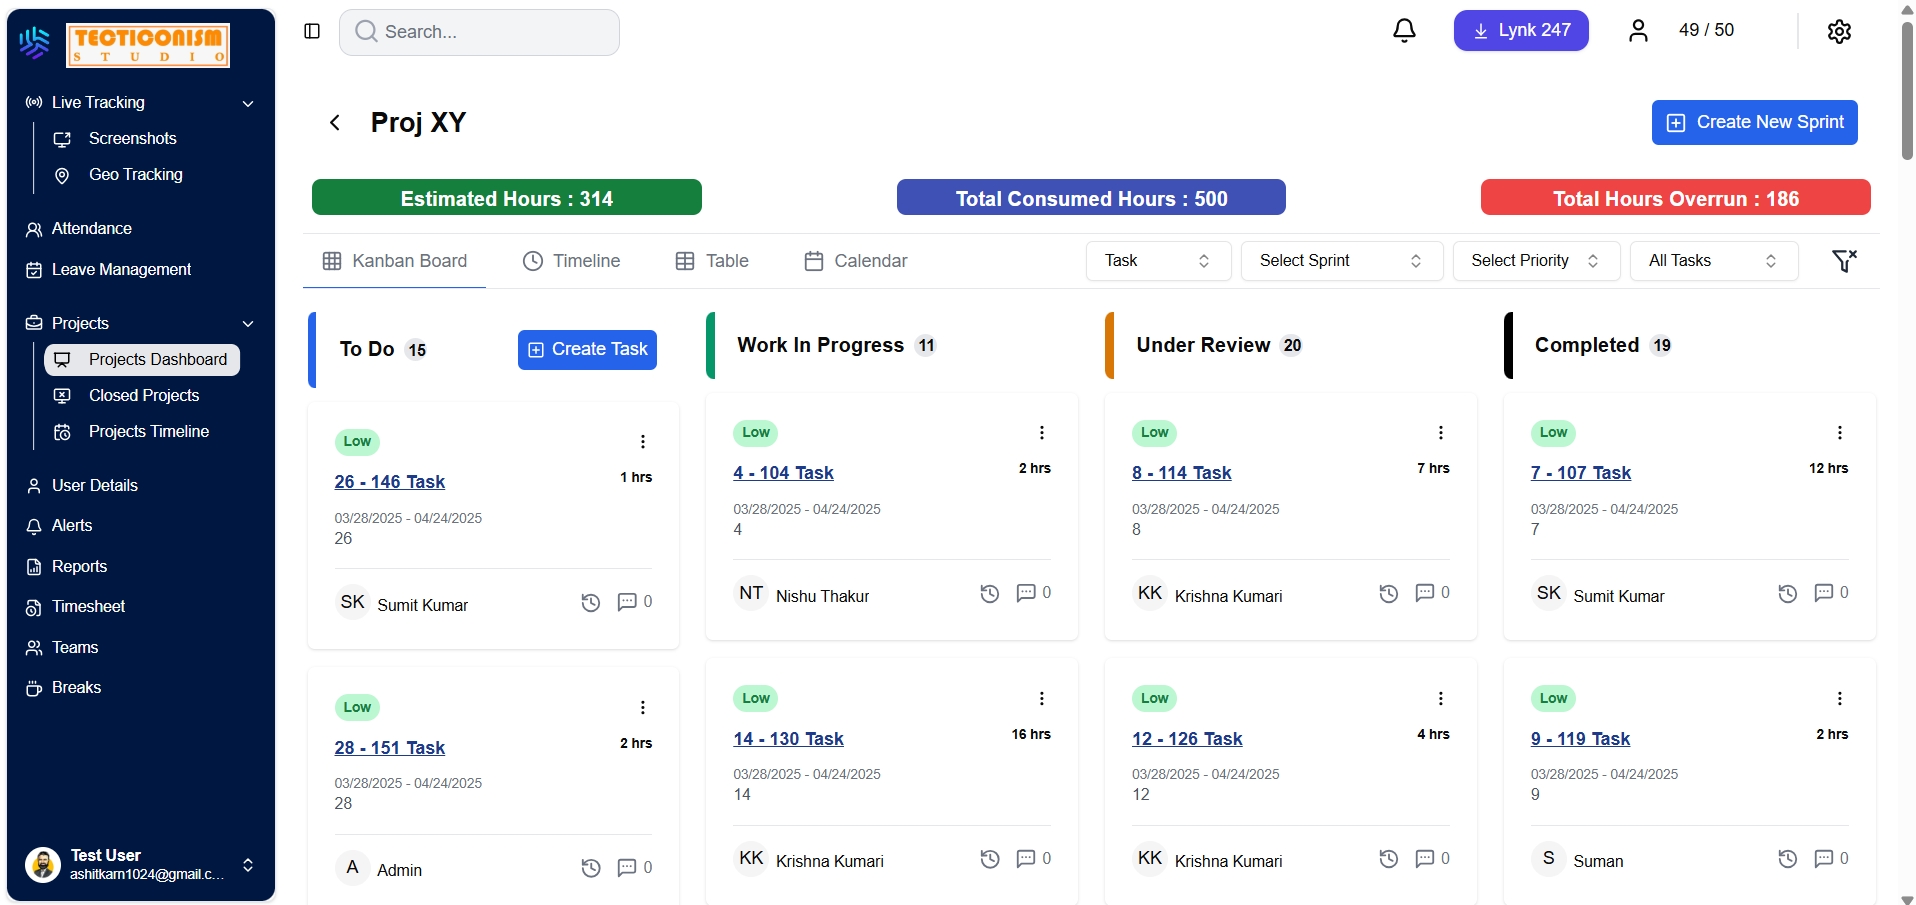 TECTICONISM
STUDIO
Search...
Lynk 247
49 / 50
Live Tracking
Screenshots
Geo Tracking
Attendance
Leave Management
Projects
Projects Dashboard
Closed Projects
Projects Timeline
User Details
Alerts
Reports
Timesheet
Teams
Breaks
Test User
ashitkarn1024@gmail.c...
Proj XY
Create New Sprint
Estimated Hours : 314
Total Consumed Hours : 500
Total Hours Overrun : 186
Kanban Board
Timeline
Table
Calendar
Task
Select Sprint
Select Priority
All Tasks
To Do 15
Create Task
Low
26 - 146 Task
1 hrs
03/28/2025 - 04/24/2025
26
SK Sumit Kumar
0
Low
28 - 151 Task
2 hrs
03/28/2025 - 04/24/2025
28
A Admin
0
Work In Progress 11
Low
4 - 104 Task
2 hrs
03/28/2025 - 04/24/2025
4
NT Nishu Thakur
0
Low
14 - 130 Task
16 hrs
03/28/2025 - 04/24/2025
14
KK Krishna Kumari
0
Under Review 20
Low
8 - 114 Task
7 hrs
03/28/2025 - 04/24/2025
8
KK Krishna Kumari
0
Low
12 - 126 Task
4 hrs
03/28/2025 - 04/24/2025
12
KK Krishna Kumari
0
Completed 19
Low
7 - 107 Task
12 hrs
03/28/2025 - 04/24/2025
7
SK Sumit Kumar
0
Low
9 - 119 Task
2 hrs
03/28/2025 - 04/24/2025
9
S Suman
0